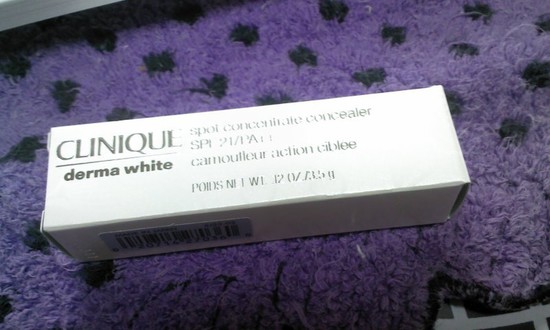 CLINIQUE
derma white
spot concentrate concealer
SPF 21/PA++
camoufleur action ciblée
POIDS NET WT. .12 OZ/3.5 g